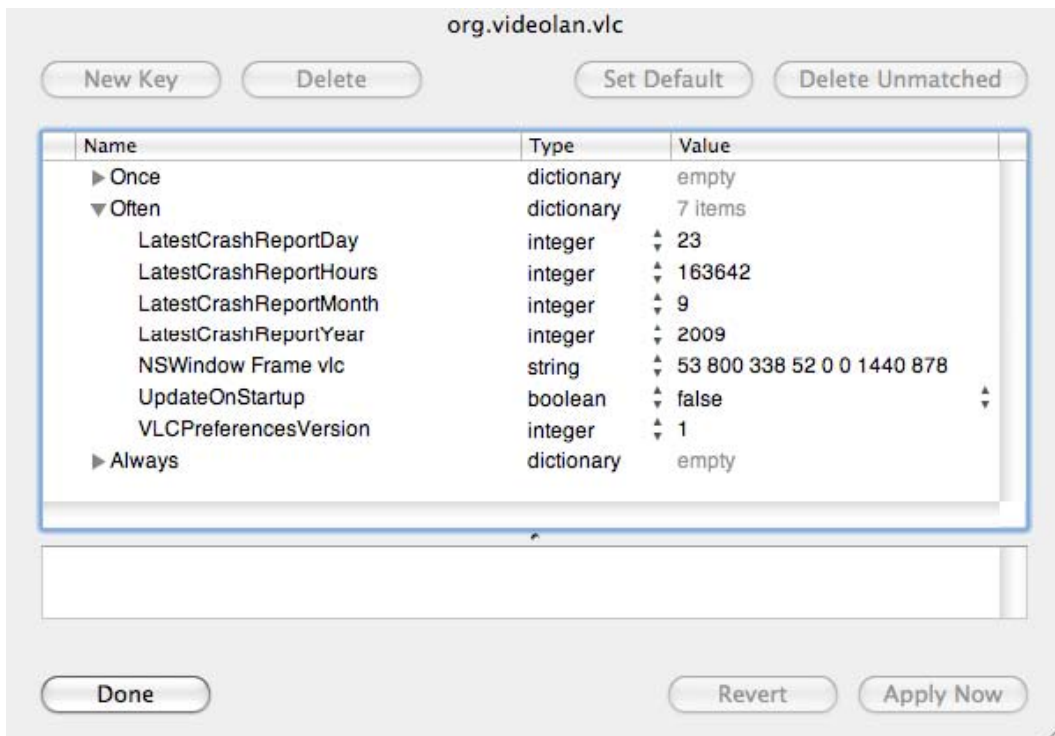 org.videolan.vlc
New Key Delete Set Default Delete Unmatched
Name Type Value
Once dictionary empty
Often dictionary 7 items
LatestCrashReportDay integer 23
LatestCrashReportHours integer 163642
LatestCrashReportMonth integer 9
LatestCrashReportYear integer 2009
NSWindow Frame vlc string 53 800 338 52 0 0 1440 878
UpdateOnStartup boolean false
VLCPreferencesVersion integer 1
Always dictionary empty
Done Revert Apply Now